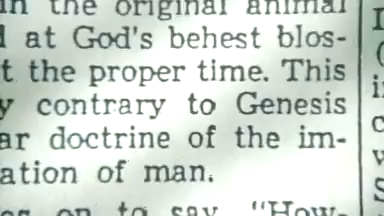 in the original animal
d at God's behest blos-
t the proper time. This
y contrary to Genesis
ar doctrine of the im-
ation of man.
es on to say "How-